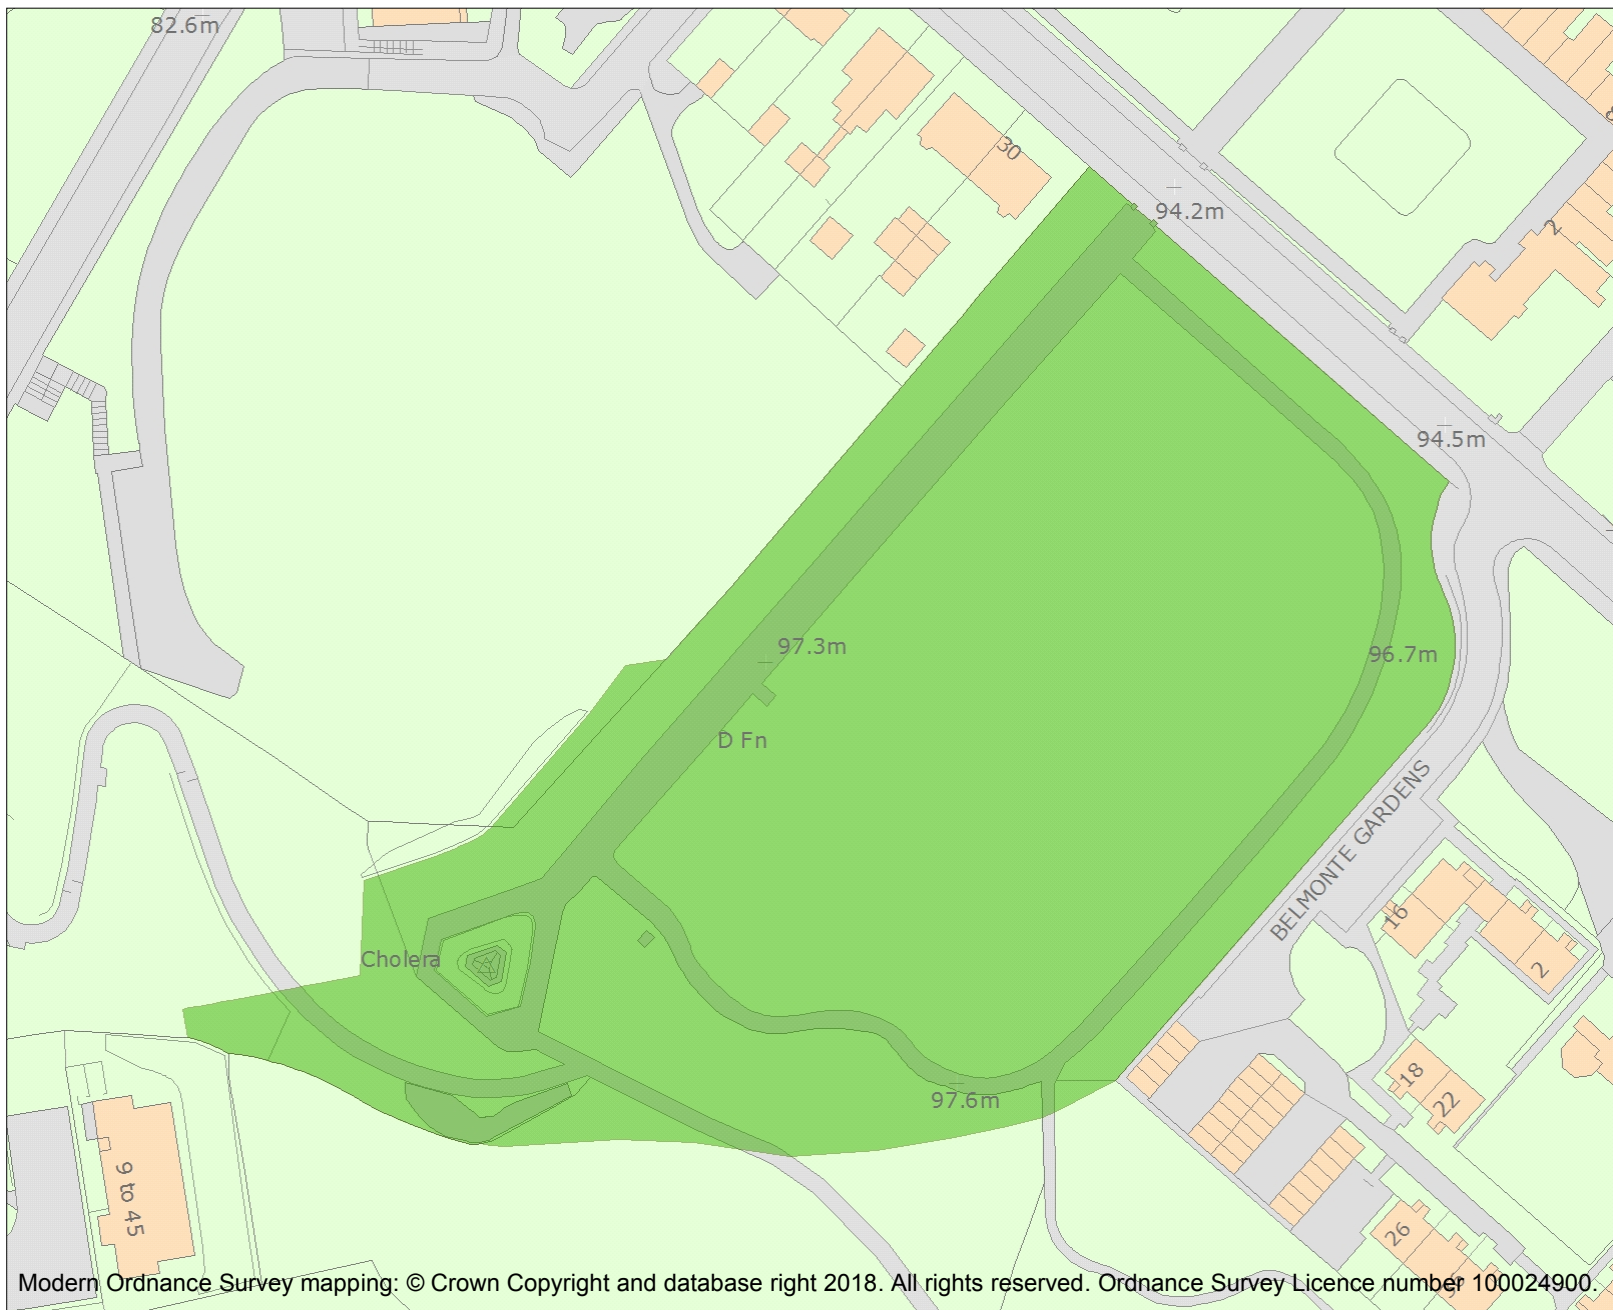 82.6m
30
94.2m
2
94.5m
97.3m
96.7m
D Fn
BELMONTE GARDENS
16
Cholera
2
18
22
97.6m
9 to 45
26
Modern Ordnance Survey mapping: © Crown Copyright and database right 2018. All rights reserved. Ordnance Survey Licence number 100024900.